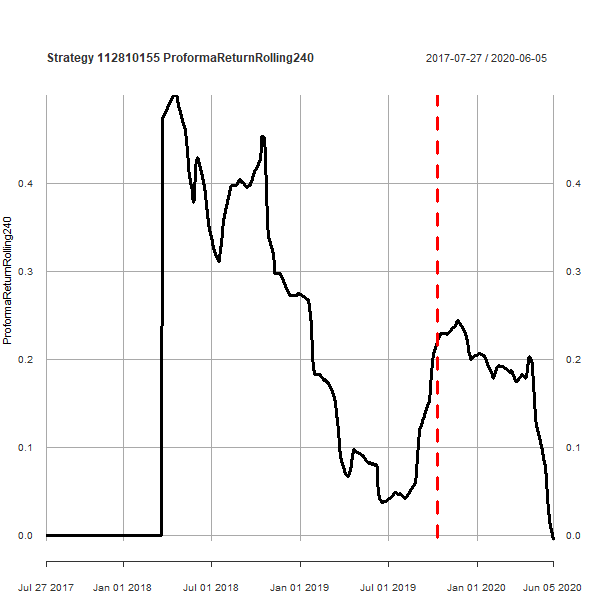 Strategy 112810155 ProformaReturnRolling240
2017-07-27 / 2020-06-05
ProformaReturnRolling240
0.4
0.3
0.2
0.1
0.0
0.4
0.3
0.2
0.1
0.0
Jul 27 2017
Jan 01 2018
Jul 01 2018
Jan 01 2019
Jul 01 2019
Jan 01 2020
Jun 05 2020